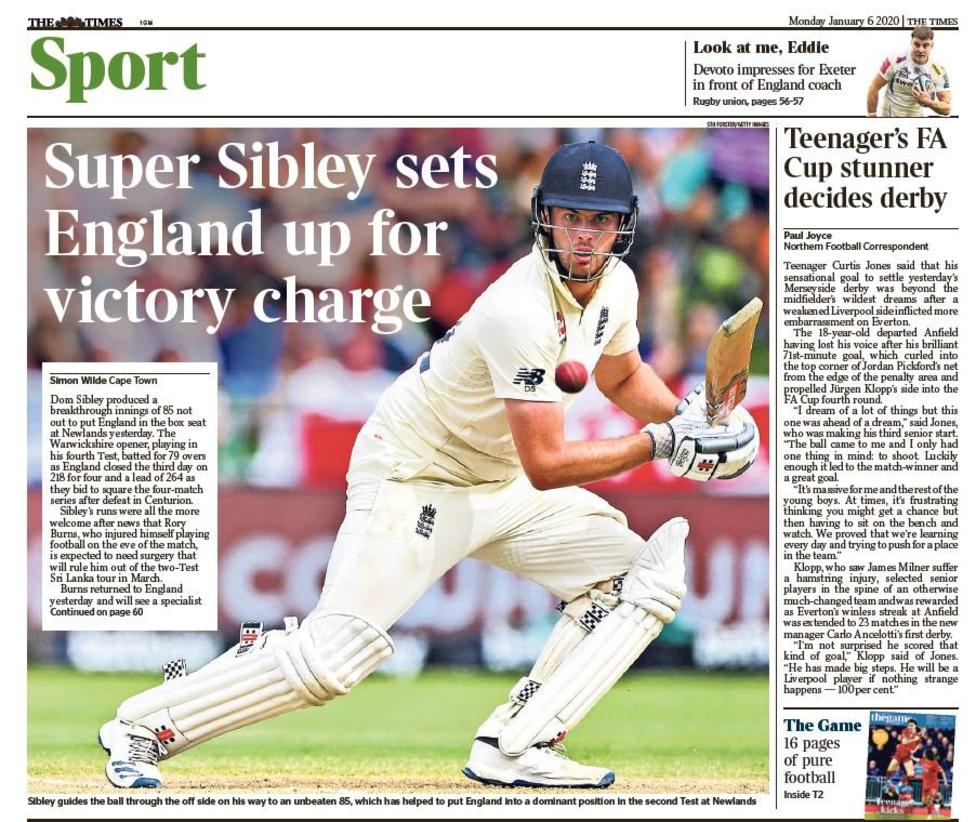 THE TIMES 1GM
Monday January 6 2020 | THE TIMES
Sport
Look at me, Eddie
Devoto impresses for Exeter
in front of England coach
Rugby union, pages 56-57
STU FORSTER/GETTY IMAGES
Super Sibley sets
England up for
victory charge
Simon Wilde Cape Town
Dom Sibley produced a
breakthrough innings of 85 not
out to put England in the box seat
at Newlands yesterday. The
Warwickshire opener, playing in
his fourth Test, batted for 79 overs
as England closed the third day on
218 for four and a lead of 264 as
they bid to square the four-match
series after defeat in Centurion.
Sibley's runs were all the more
welcome after news that Rory
Burns, who injured himself playing
football on the eve of the match,
is expected to need surgery that
will rule him out of the two-Test
Sri Lanka tour in March.
Burns returned to England
yesterday and will see a specialist
Continued on page 60
NB
DS
Sibley guides the ball through the off side on his way to an unbeaten 85, which has helped to put England into a dominant position in the second Test at Newlands
Teenager's FA
Cup stunner
decides derby
Paul Joyce
Northern Football Correspondent
Teenager Curtis Jones said that his
sensational goal to settle yesterday's
Merseyside derby was beyond the
midfielder's wildest dreams after a
weakened Liverpool side inflicted more
embarrassment on Everton.
The 18-year-old departed Anfield
having lost his voice after his brilliant
71st-minute goal, which curled into
the top corner of Jordan Pickford's net
from the edge of the penalty area and
propelled Jürgen Klopp's side into the
FA Cup fourth round.
"I dream of a lot of things but this
one was ahead of a dream," said Jones,
who was making his third senior start.
"The ball came to me and I only had
one thing in mind: to shoot. Luckily
enough it led to the match-winner and
a great goal.
"It's massive for me and the rest of the
young boys. At times, it's frustrating
thinking you might get a chance but
then having to sit on the bench and
watch. We proved that we're learning
every day and trying to push for a place
in the team."
Klopp, who saw James Milner suffer
a hamstring injury, selected senior
players in the spine of an otherwise
much-changed team and was rewarded
as Everton's winless streak at Anfield
was extended to 23 matches in the new
manager Carlo Ancelotti's first derby.
"I'm not surprised he scored that
kind of goal," Klopp said of Jones.
"He has made big steps. He will be a
Liverpool player if nothing strange
happens — 100 per cent."
The Game
16 pages
of pure
football
Inside T2
thegame
Teenage
kicks